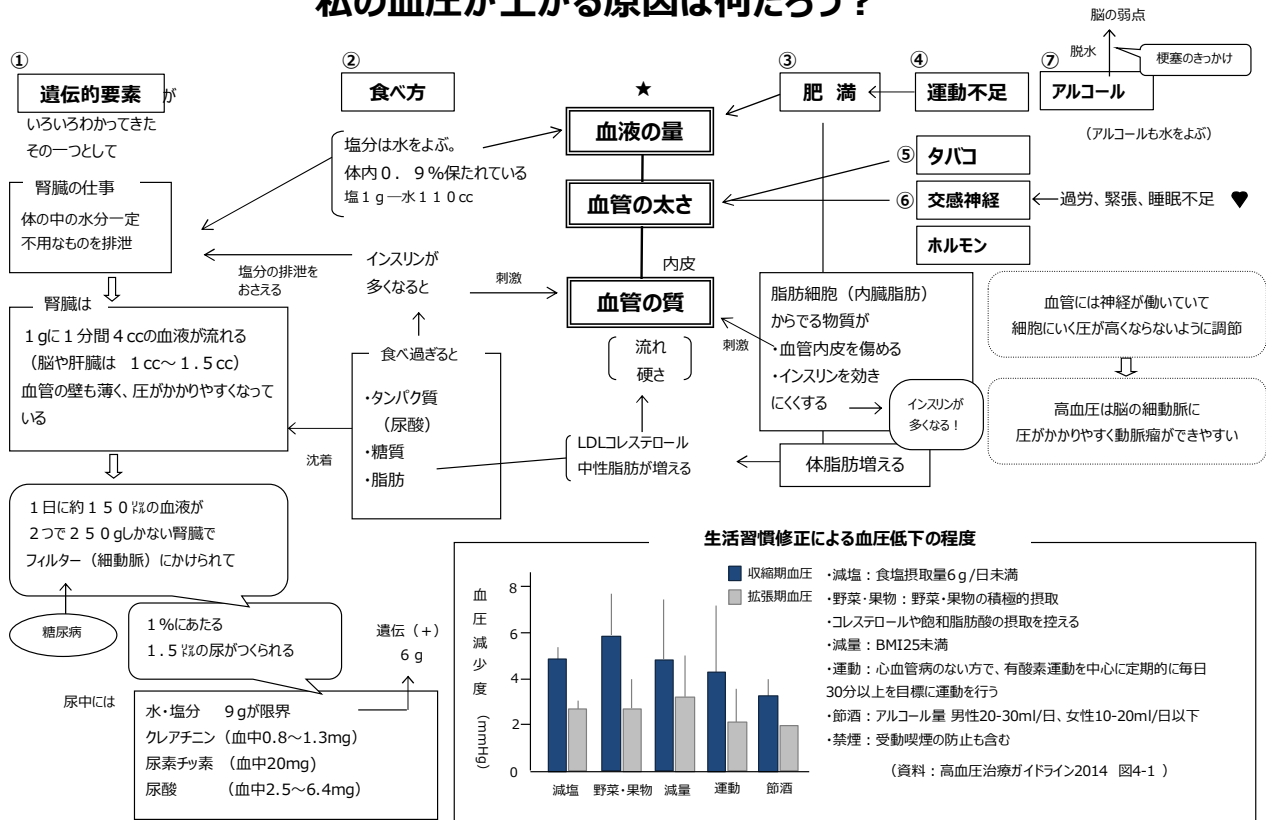 私の血圧が上がる原因は何だろう？
①
遺伝的要素が
いろいろわかってきた
その一つとして
腎臓の仕事
体の中の水分一定
不用なものを排泄
腎臓は
1gに１分間４ccの血液が流れる
（脳や肝臓は　１cc～１.５cc）
血管の壁も薄く、圧がかかりやすくなって
いる
１日に約１５０㍑の血液が
２つで２５０gしかない腎臓で
フィルター（細動脈）にかけられて
糖尿病
１%にあたる
１.５㍑の尿がつくられる
尿中には
水・塩分　９gが限界
クレアチニン（血中0.8～1.3mg）
尿素チッ素　（血中20mg）
尿酸　　　（血中2.5～6.4mg）
遺伝（+）
６ｇ
②
食べ方
塩分は水をよぶ。
体内０．９%保たれている
塩１ｇ―水１１０cc
塩分の排泄を
おさえる
インスリンが
多くなると
刺激
食べ過ぎると
・タンパク質
（尿酸）
・糖質
・脂肪
沈着
★
血液の量
血管の太さ
内皮
血管の質
流れ
硬さ
LDLコレステロール
中性脂肪が増える
③
肥　満
脂肪細胞（内臓脂肪）
からでる物質が
・血管内皮を傷める
・インスリンを効き
にくくする
刺激
インスリンが
多くなる！
体脂肪増える
④
運動不足
⑤
タバコ
⑥
交感神経
過労、緊張、睡眠不足　♥
ホルモン
⑦
アルコール
脳の弱点
脱水
梗塞のきっかけ
（アルコールも水をよぶ）
血管には神経が働いていて
細胞にいく圧が高くならないように調節
高血圧は脳の細動脈に
圧がかかりやすく動脈瘤ができやすい
生活習慣修正による血圧低下の程度
血圧減少度（mmHg）
8
6
4
2
0
減塩　野菜・果物　減量　運動　節酒
収縮期血圧
拡張期血圧
・減塩：食塩摂取量6ｇ/日未満
・野菜・果物：野菜・果物の積極的摂取
・コレステロールや飽和脂肪酸の摂取を控える
・減量：BMI25未満
・運動：心血管病のない方で、有酸素運動を中心に定期的に毎日
30分以上を目標に運動を行う
・節酒：アルコール量 男性20-30ml/日、女性10-20ml/日以下
・禁煙：受動喫煙の防止も含む
（資料：高血圧治療ガイドライン2014　図4-1 ）